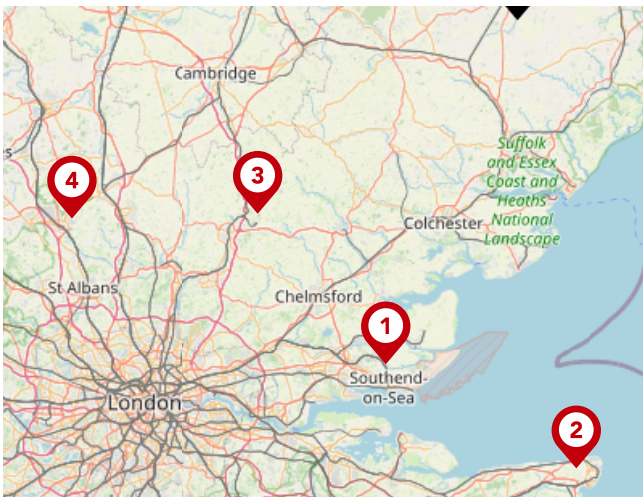 Cambridge
s
4
3
Suffolk
and Essex
Coast and
Heaths
National
Landscape
Colchester
St Albans
Chelmsford
1
Southend-
on-Sea
London
2